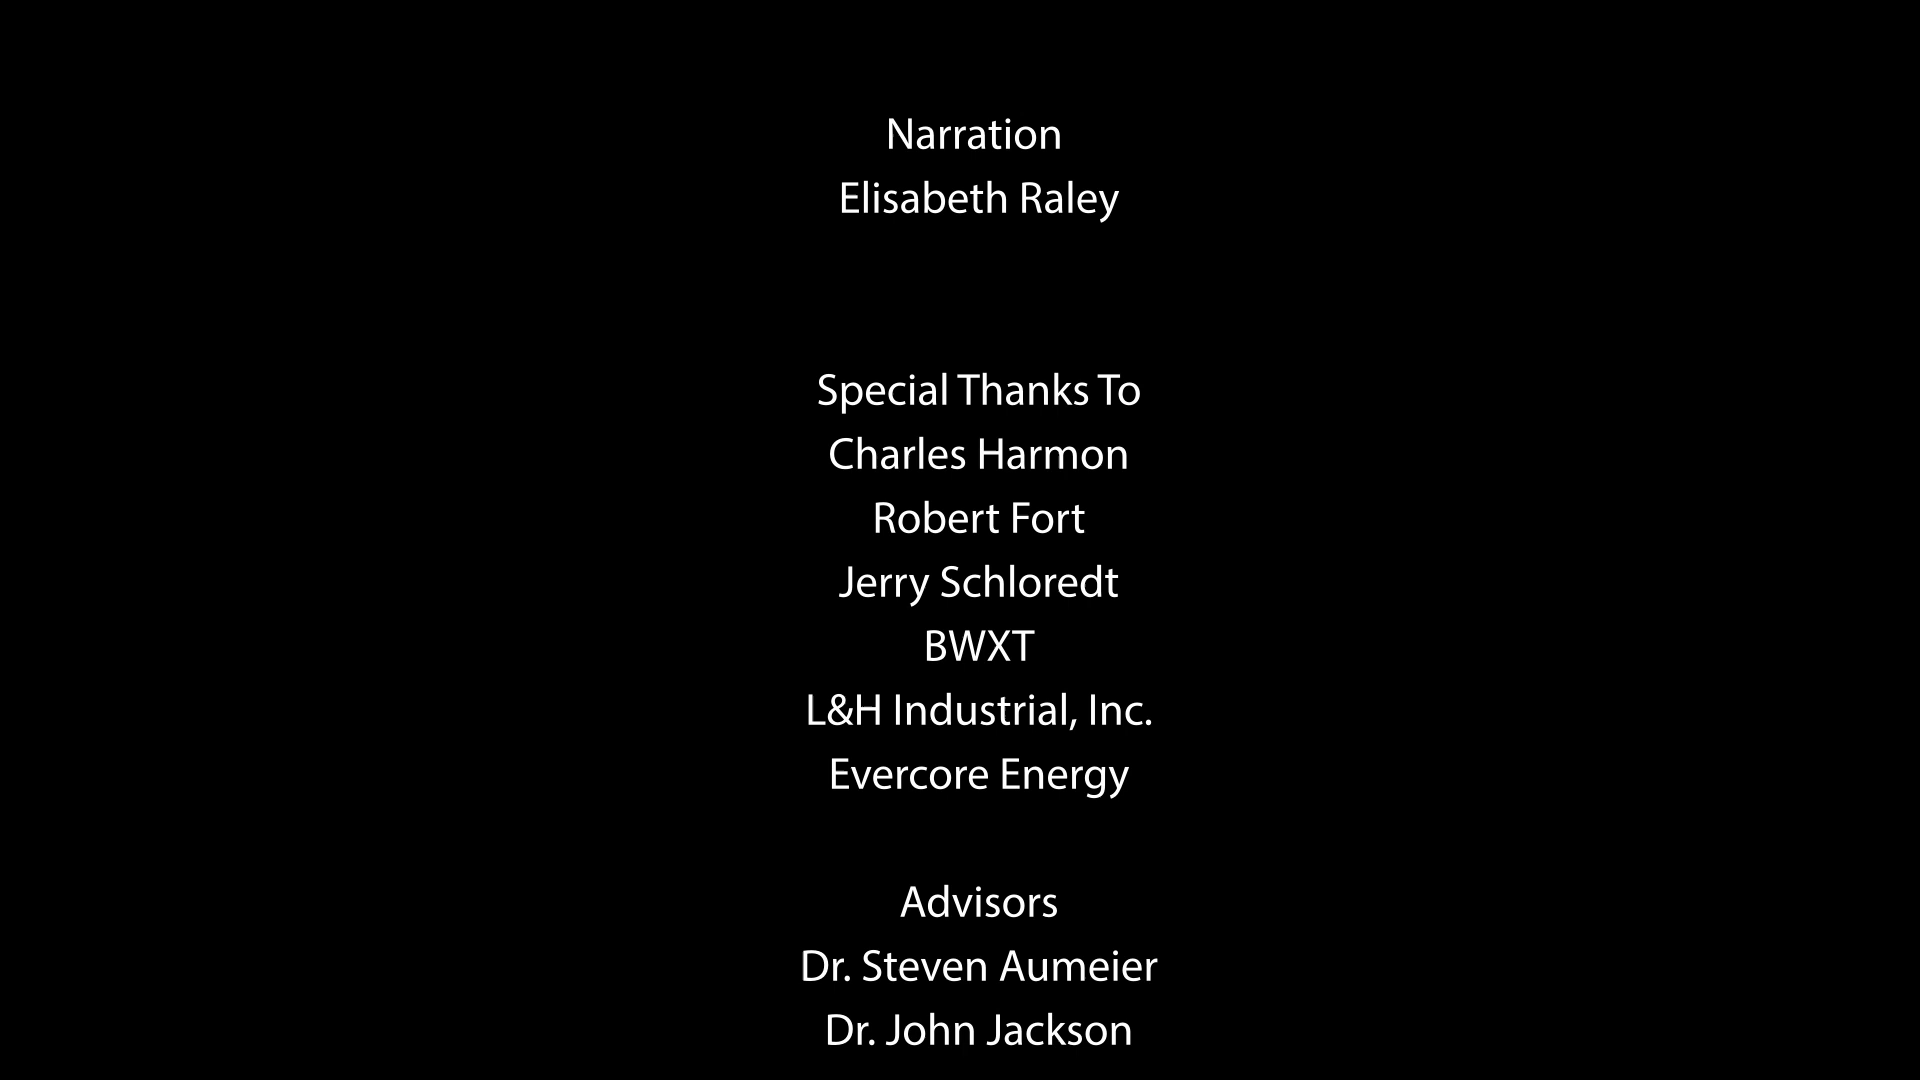 Narration
Elisabeth Raley
Special Thanks To
Charles Harmon
Robert Fort
Jerry Schloredt
BWXT
L&H Industrial, Inc.
Evercore Energy
Advisors
Dr. Steven Aumeier
Dr. John Jackson